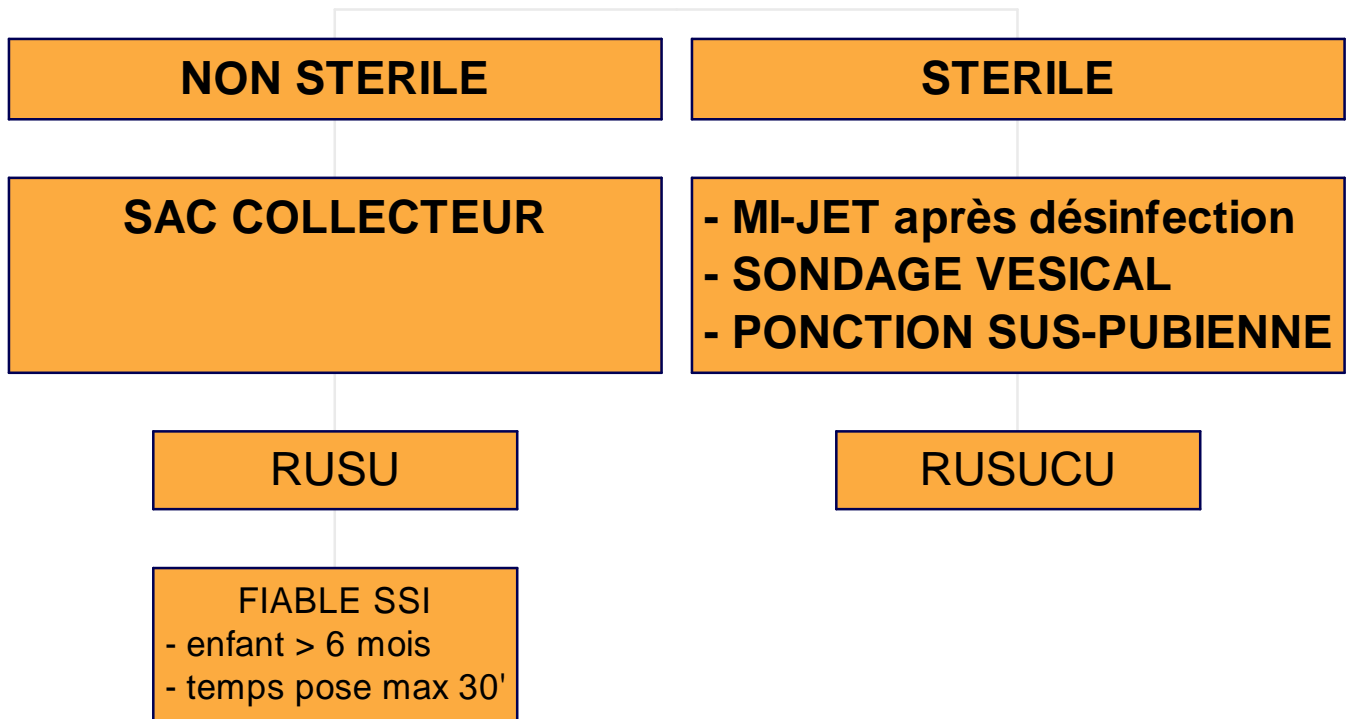 NON STERILE
STERILE
SAC COLLECTEUR
- MI-JET après désinfection
- SONDAGE VESICAL
- PONCTION SUS-PUBIENNE
RUSU
RUSUCU
FIABLE SSI
- enfant > 6 mois
- temps pose max 30'